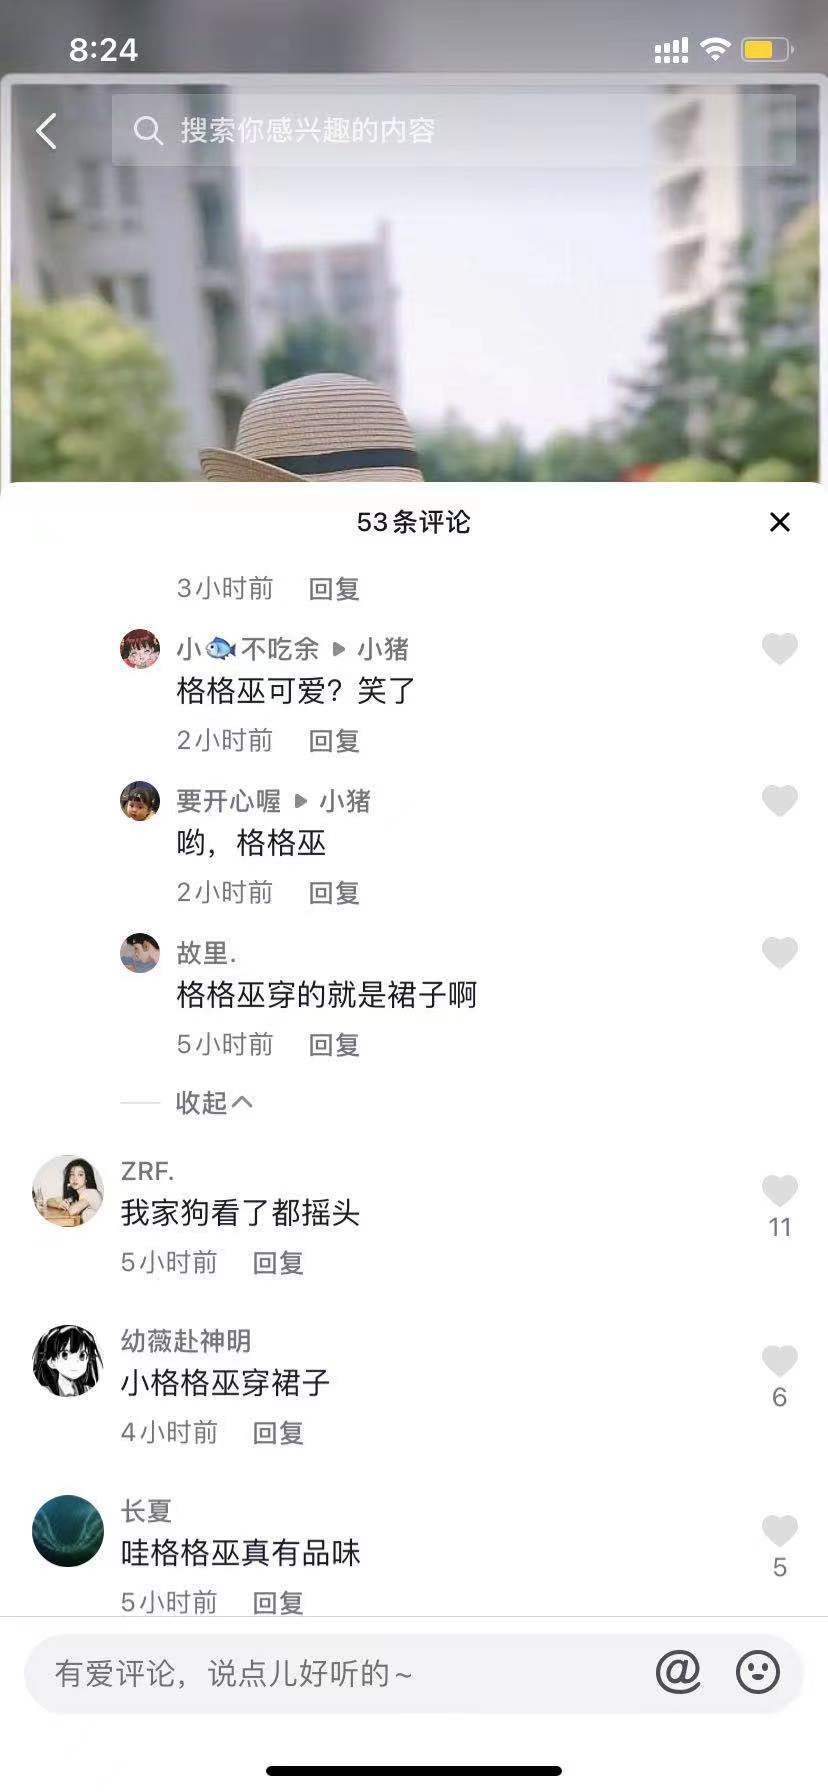 8:24
搜索你感兴趣的内容
53条评论
3小时前 回复
小🐟不吃余 ▶ 小猪
格格巫可爱？笑了
2小时前 回复
要开心喔 ▶ 小猪
哟，格格巫
2小时前 回复
故里.
格格巫穿的就是裙子啊
5小时前 回复
收起
ZRF.
我家狗看了都摇头
11
5小时前 回复
幼薇赴神明
小格格巫穿裙子
6
4小时前 回复
长夏
哇格格巫真有品味
5
5小时前 回复
有爱评论，说点儿好听的~ @